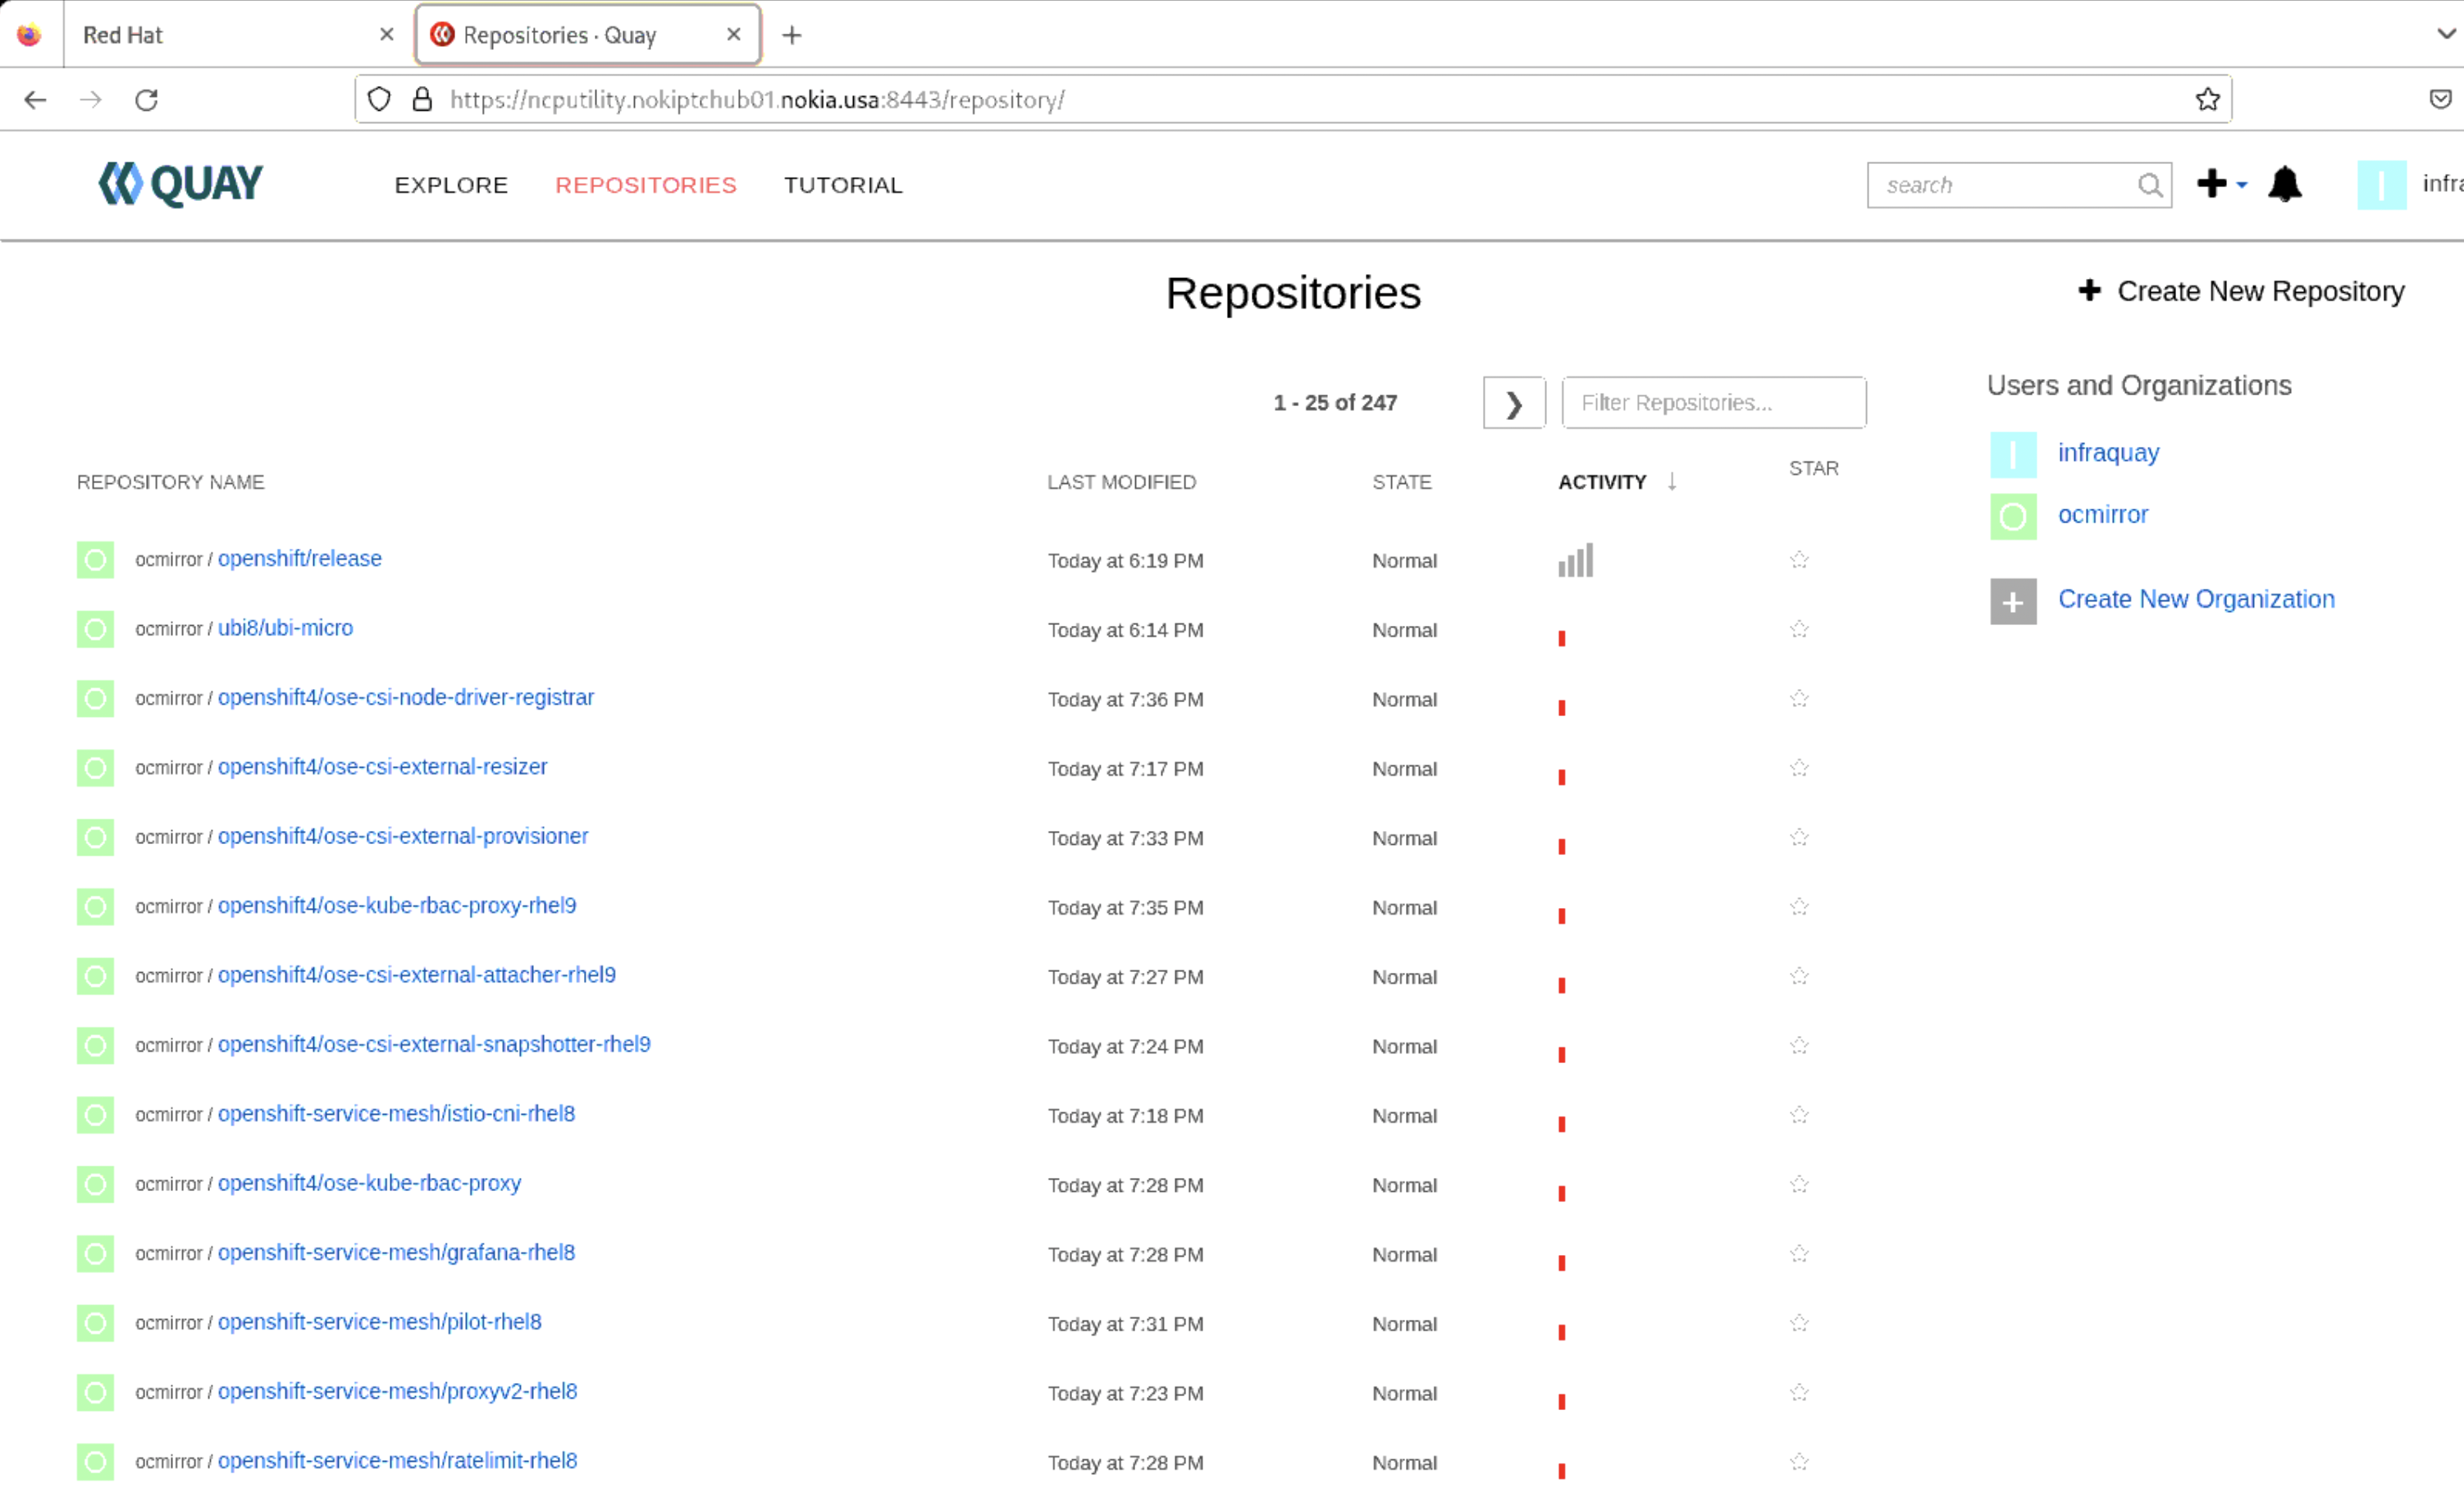 Red Hat
Repositories · Quay
https://ncputility.nokiptchub01.nokia.usa:8443/repository/
QUAY
EXPLORE
REPOSITORIES
TUTORIAL
search
Repositories
Create New Repository
1 - 25 of 247
Filter Repositories...
Users and Organizations
infraquay
ocmirror
Create New Organization
REPOSITORY NAME LAST MODIFIED STATE ACTIVITY STAR
ocmirror / openshift/release Today at 6:19 PM Normal
ocmirror / ubi8/ubi-micro Today at 6:14 PM Normal
ocmirror / openshift4/ose-csi-node-driver-registrar Today at 7:36 PM Normal
ocmirror / openshift4/ose-csi-external-resizer Today at 7:17 PM Normal
ocmirror / openshift4/ose-csi-external-provisioner Today at 7:33 PM Normal
ocmirror / openshift4/ose-kube-rbac-proxy-rhel9 Today at 7:35 PM Normal
ocmirror / openshift4/ose-csi-external-attacher-rhel9 Today at 7:27 PM Normal
ocmirror / openshift4/ose-csi-external-snapshotter-rhel9 Today at 7:24 PM Normal
ocmirror / openshift-service-mesh/istio-cni-rhel8 Today at 7:18 PM Normal
ocmirror / openshift4/ose-kube-rbac-proxy Today at 7:28 PM Normal
ocmirror / openshift-service-mesh/grafana-rhel8 Today at 7:28 PM Normal
ocmirror / openshift-service-mesh/pilot-rhel8 Today at 7:31 PM Normal
ocmirror / openshift-service-mesh/proxyv2-rhel8 Today at 7:23 PM Normal
ocmirror / openshift-service-mesh/ratelimit-rhel8 Today at 7:28 PM Normal